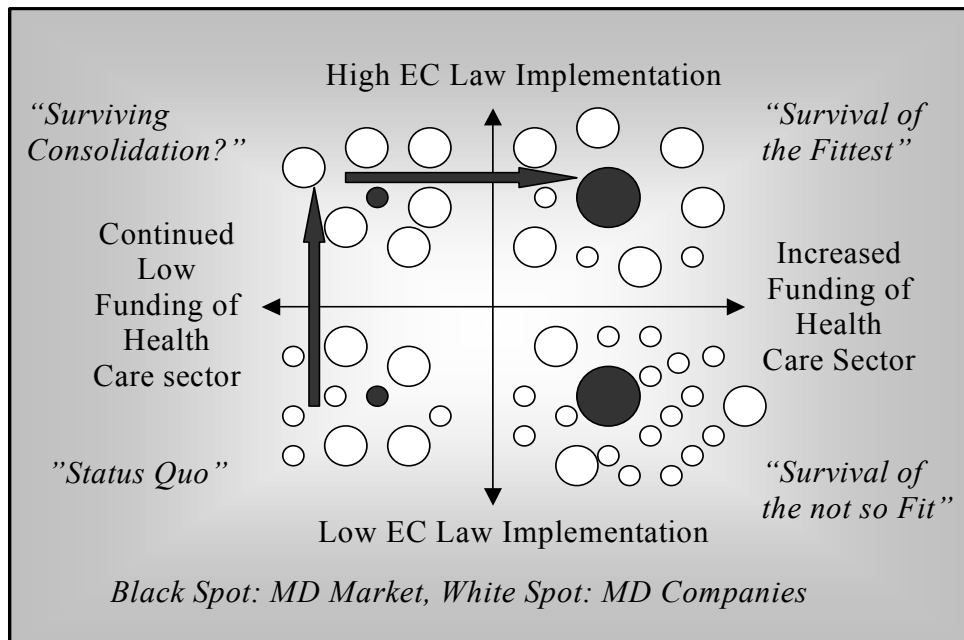 High EC Law Implementation
“Surviving
Consolidation?”
“Survival of
the Fittest”
Continued
Low
Funding of
Health
Care sector
Increased
Funding of
Health
Care Sector
”Status Quo”
“Survival of
the not so Fit”
Low EC Law Implementation
Black Spot: MD Market, White Spot: MD Companies